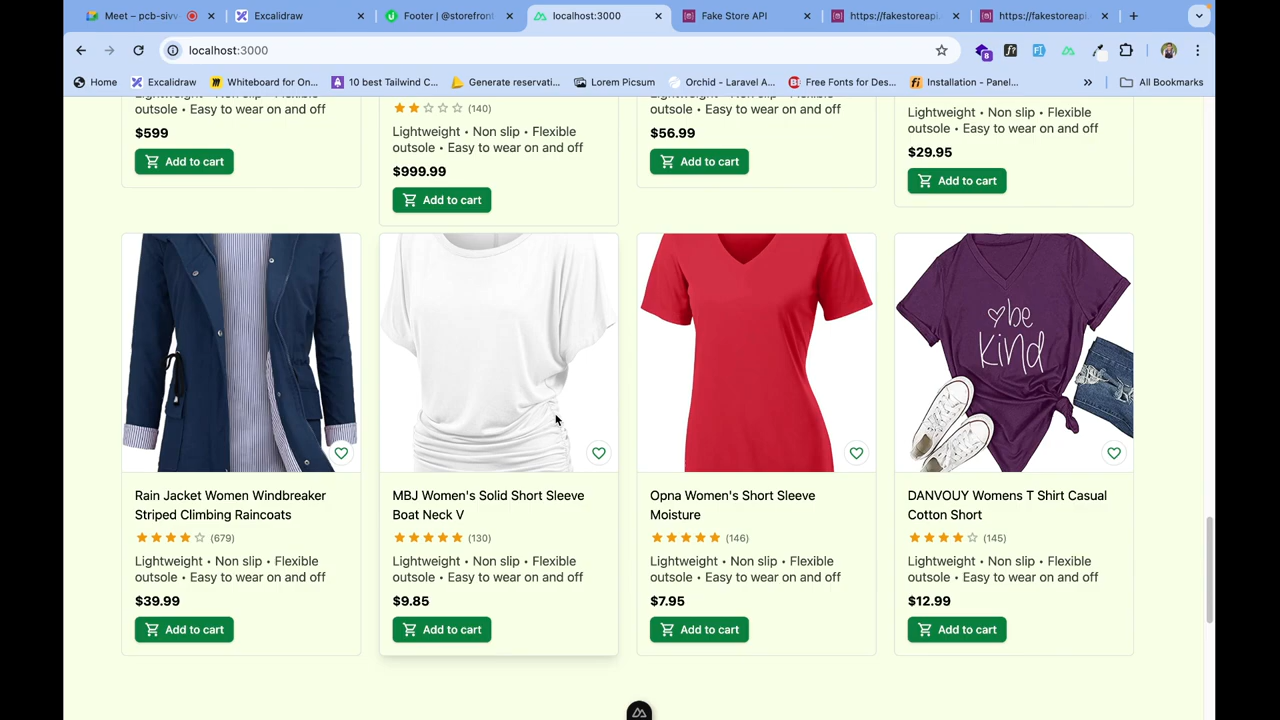 Meet – pcb-sivv
Excalidraw
Footer | @storefront
localhost:3000
Fake Store API
https://fakestoreapi.
https://fakestoreapi.
localhost:3000
8
f?
Home
Excalidraw
Whiteboard for On...
10 best Tailwind C...
Generate reservati...
Lorem Picsum
Orchid - Laravel A...
Free Fonts for Des...
Installation - Panel...
»
All Bookmarks
outsole • Easy to wear on and off
$599
Add to cart
(140)
Lightweight • Non slip • Flexible
outsole • Easy to wear on and off
$999.99
Add to cart
outsole • Easy to wear on and off
$56.99
Add to cart
Lightweight • Non slip • Flexible
outsole • Easy to wear on and off
$29.95
Add to cart
be
kind
Rain Jacket Women Windbreaker
Striped Climbing Raincoats
(679)
Lightweight • Non slip • Flexible
outsole • Easy to wear on and off
$39.99
Add to cart
MBJ Women's Solid Short Sleeve
Boat Neck V
(130)
Lightweight • Non slip • Flexible
outsole • Easy to wear on and off
$9.85
Add to cart
Opna Women's Short Sleeve
Moisture
(146)
Lightweight • Non slip • Flexible
outsole • Easy to wear on and off
$7.95
Add to cart
DANVOUY Womens T Shirt Casual
Cotton Short
(145)
Lightweight • Non slip • Flexible
outsole • Easy to wear on and off
$12.99
Add to cart